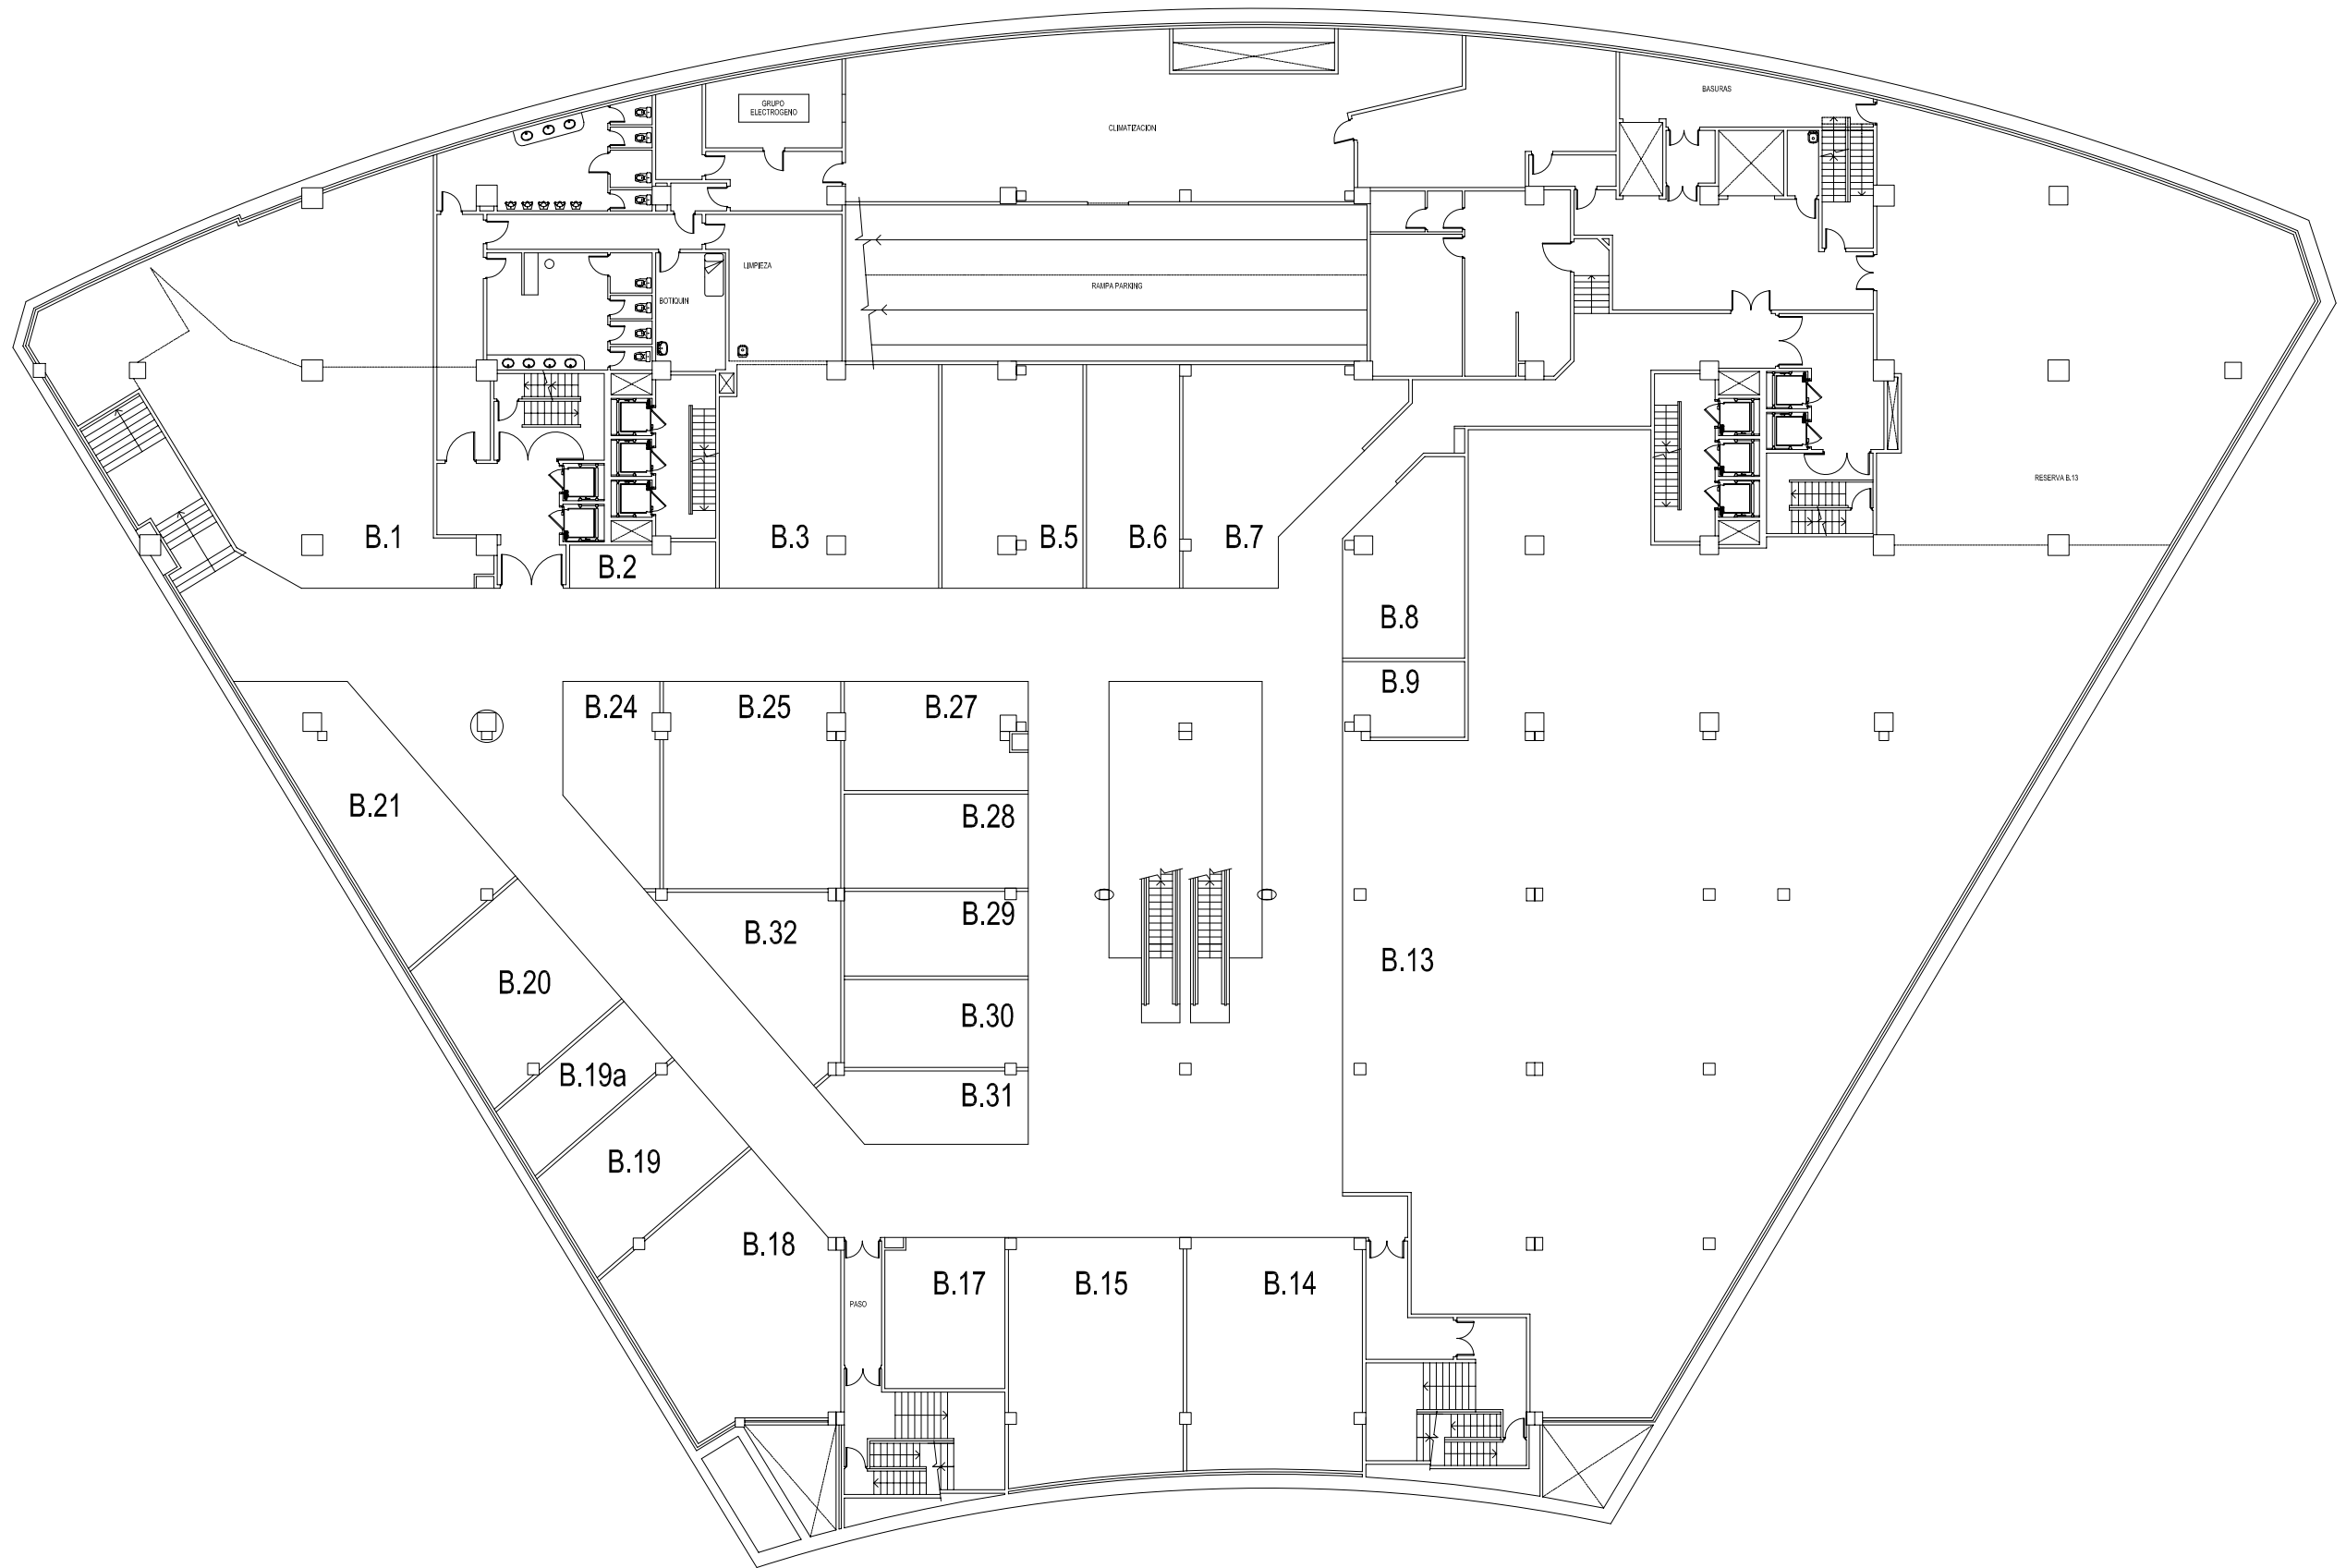 BASURAS
GRUPO
ELECTROGENO
CLIMATIZACION
LIMPIEZA
RAMPA PARKING
BOTIQUIN
RESERVA B.13
B.1
B.2
B.3
B.5
B.6
B.7
B.8
B.9
B.24
B.25
B.27
B.21
B.28
B.29
B.32
B.13
B.20
B.30
B.19a
B.31
B.19
B.18
B.17
B.15
B.14
PASO